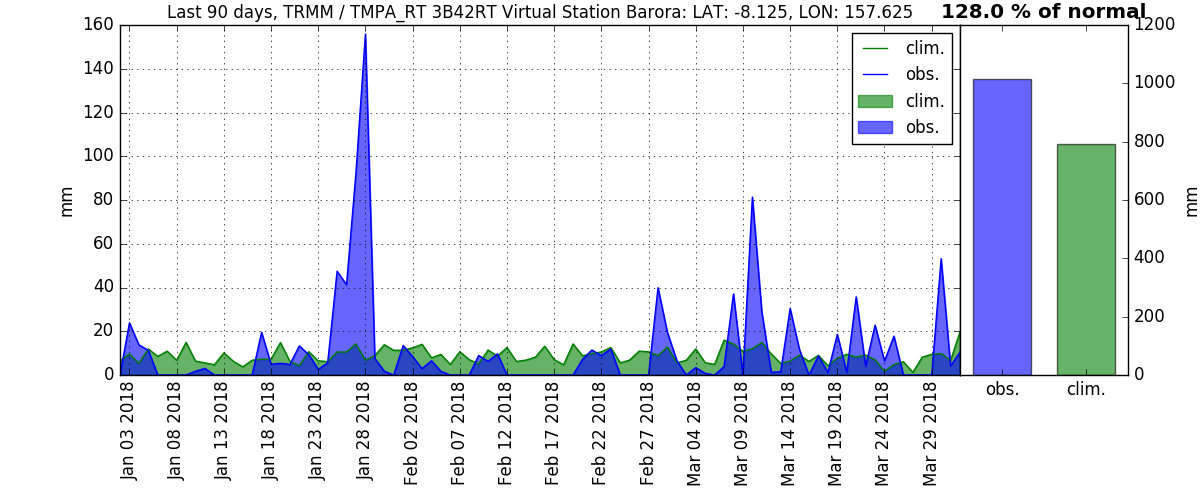 Last 90 days, TRMM / TMPA_RT 3B42RT Virtual Station Barora: LAT: -8.125, LON: 157.625
128.0 % of normal
160
140
120
100
80
60
40
20
0
mm
clim.
obs.
clim.
obs.
Jan 03 2018
Jan 08 2018
Jan 13 2018
Jan 18 2018
Jan 23 2018
Jan 28 2018
Feb 02 2018
Feb 07 2018
Feb 12 2018
Feb 17 2018
Feb 22 2018
Feb 27 2018
Mar 04 2018
Mar 09 2018
Mar 14 2018
Mar 19 2018
Mar 24 2018
Mar 29 2018
obs.
clim.
1200
1000
800
600
400
200
0
mm